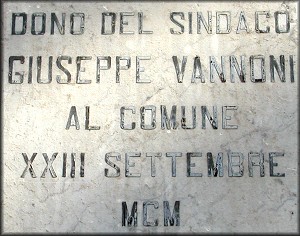 DONO DEL SINDACO
GIUSEPPE VANNONI
AL COMUNE
XXIII SETTEMBRE
MCM